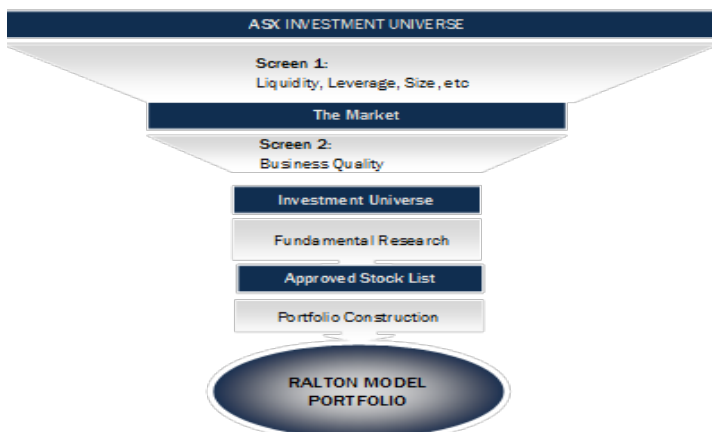 ASX INVESTMENT UNIVERSE
Screen 1:
Liquidity, Leverage, Size, etc
The Market
Screen 2:
Business Quality
Investment Universe
Fundamental Research
Approved Stock List
Portfolio Construction
RALTON MODEL
PORTFOLIO